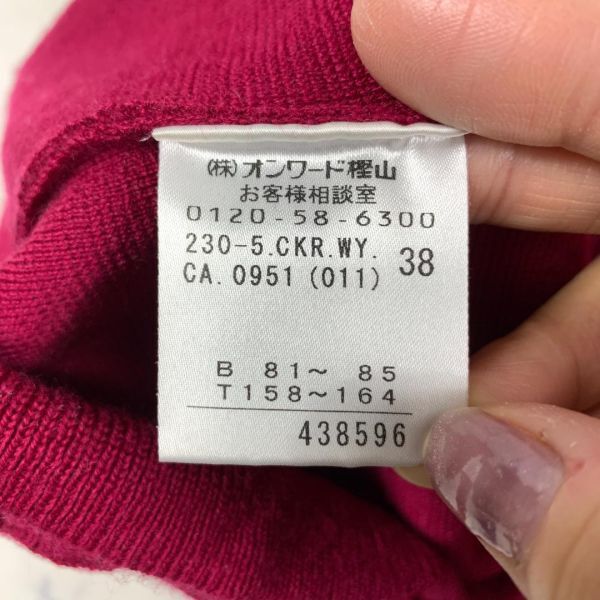 (株)オンワード樫山
お客様相談室
0120-58-6300
230-5.CKR.WY. 38
CA.0951(011)
B 81〜 85
T158〜164
438596